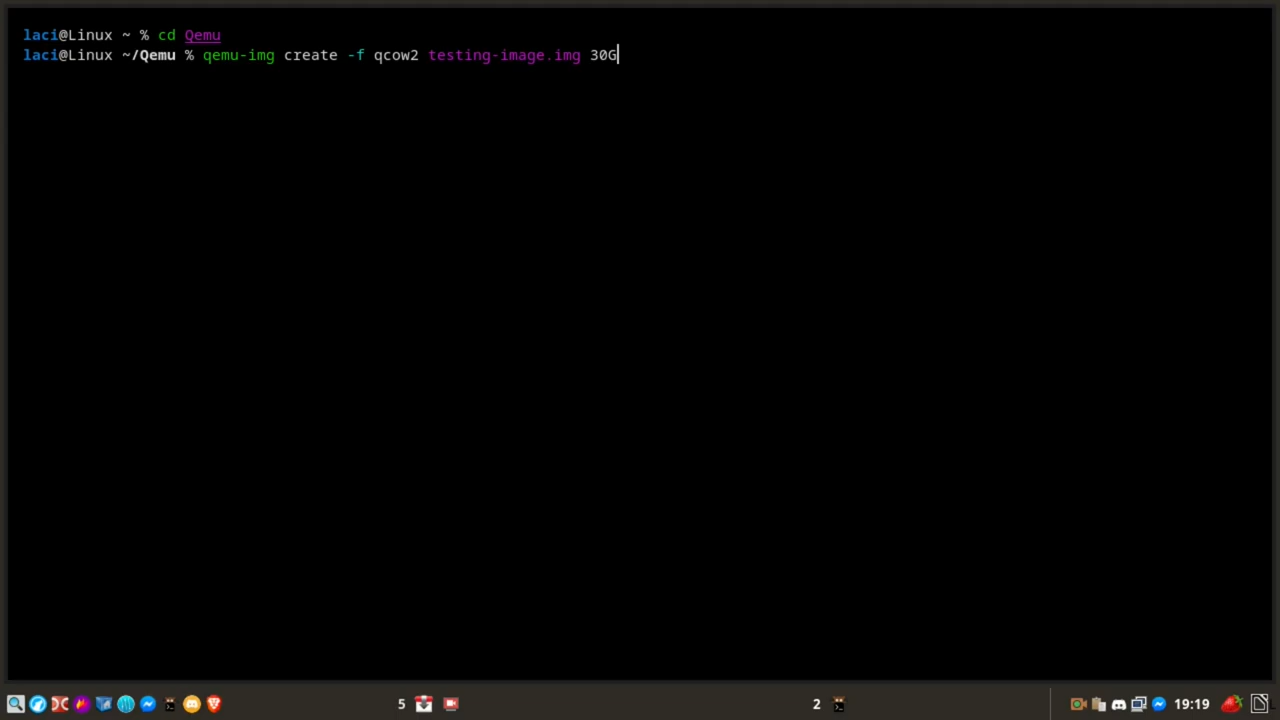 laci@Linux ~ % cd Qemu
laci@Linux ~/Qemu % qemu-img create -f qcow2 testing-image.img 30G
5 2 19:19